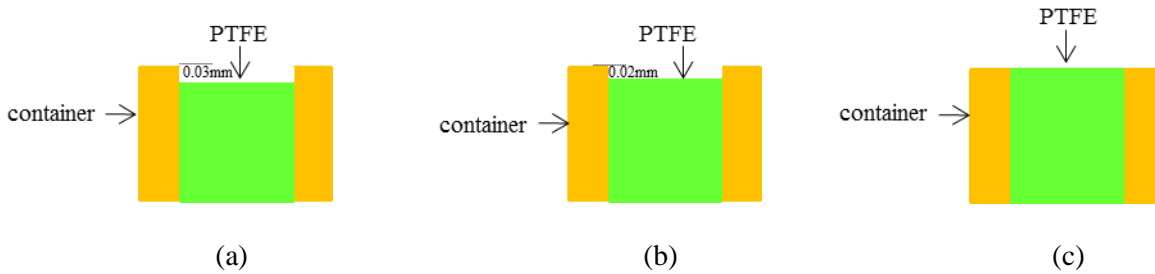 PTFE
0.03mm
container
(a)
PTFE
0.02mm
container
(b)
PTFE
container
(c)